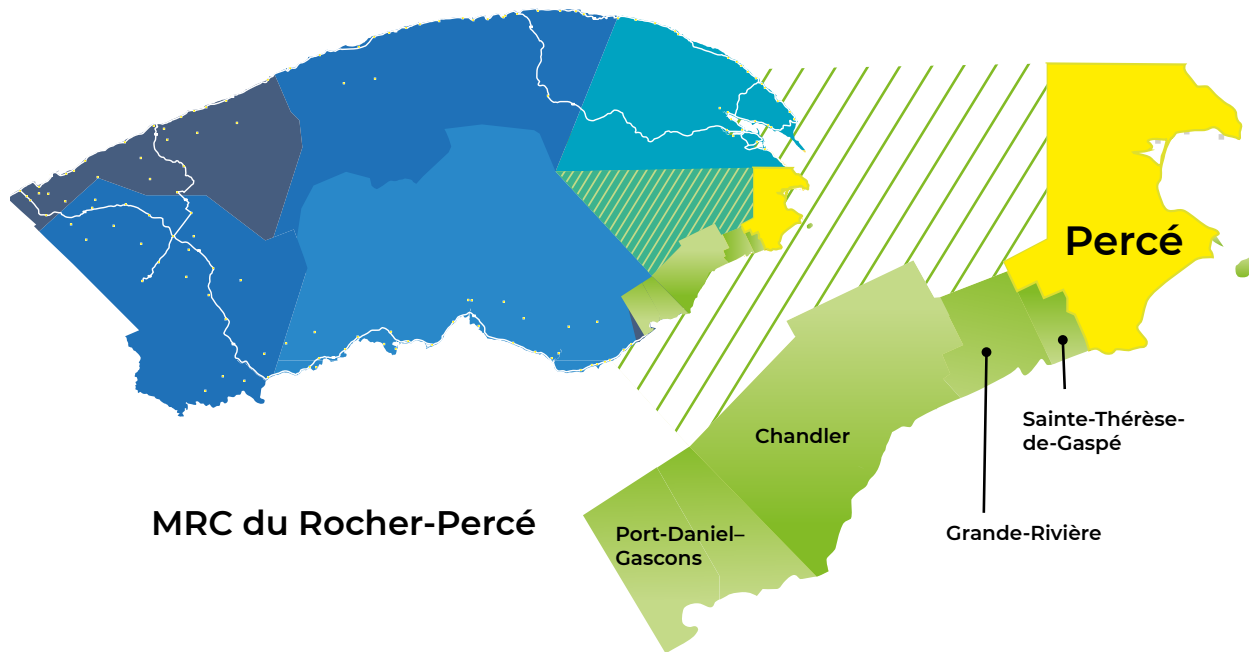 Percé
Chandler
Sainte-Thérèse-
de-Gaspé
MRC du Rocher-Percé
Port-Daniel–
Gascons
Grande-Rivière